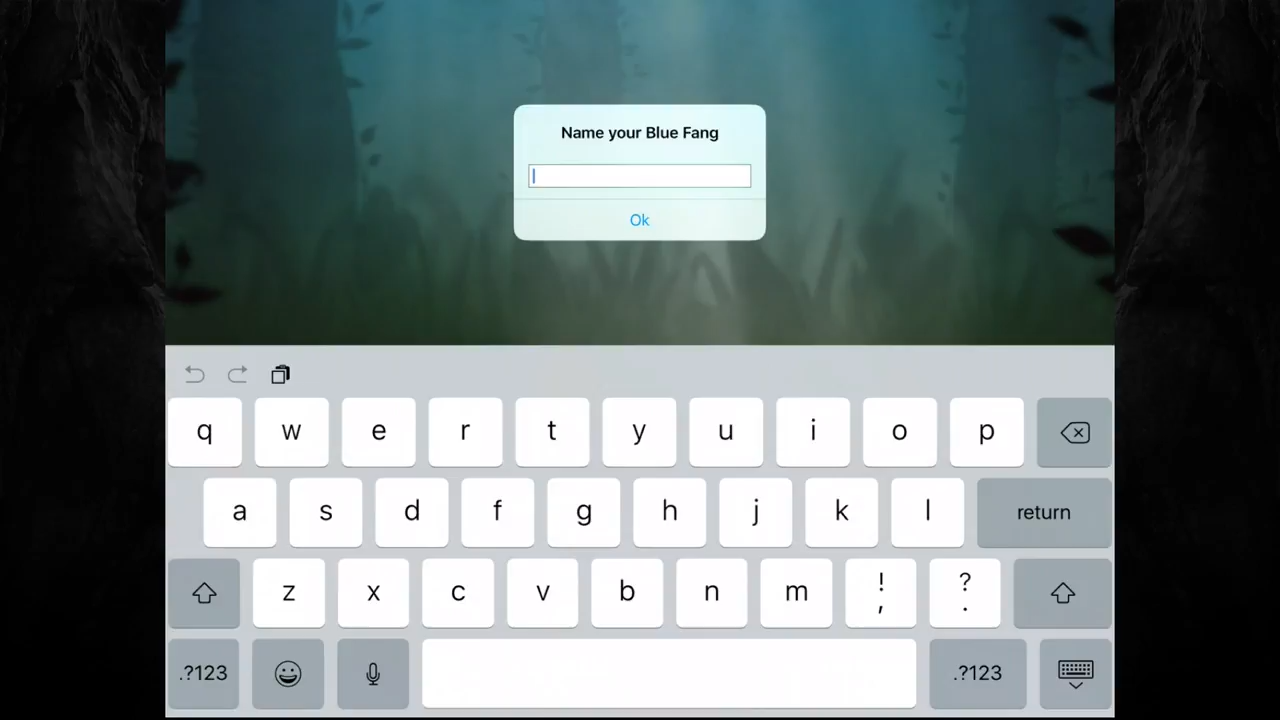 Name your Blue Fang
Ok
q w e r t y u i o p
a s d f g h j k l return
z x c v b n m ! , ? .
.?123 .?123